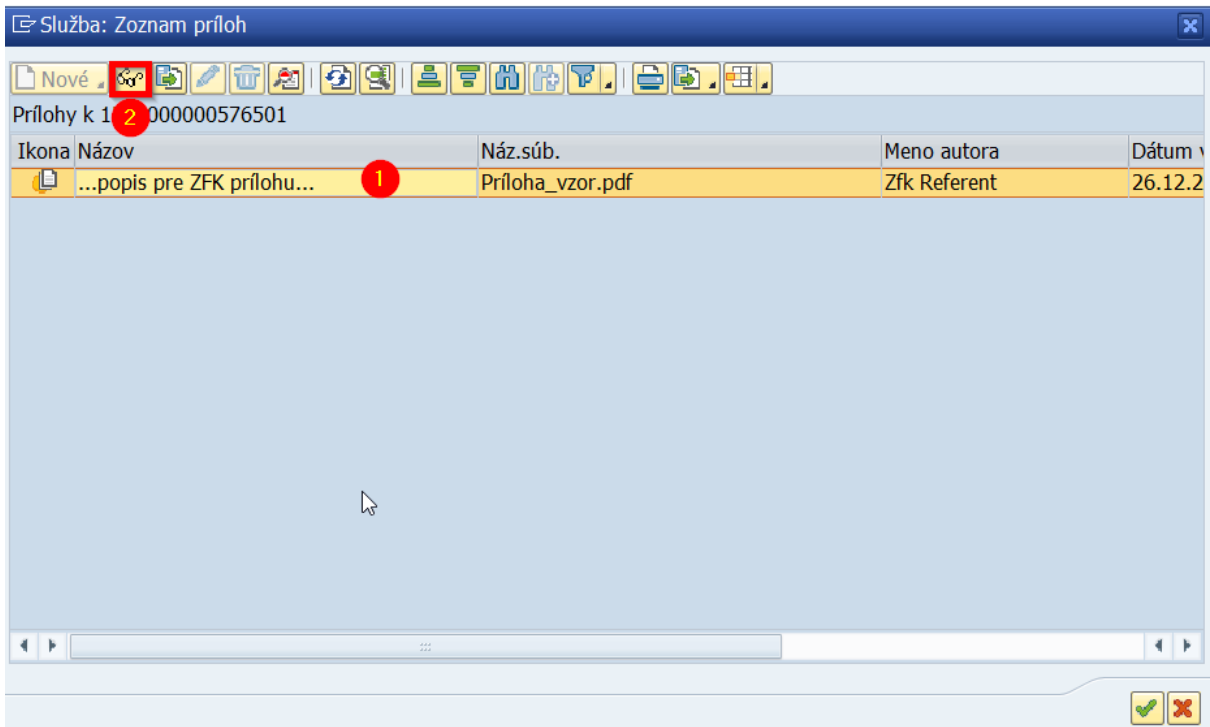 Služba: Zoznam príloh
Nové
2
Prílohy k 1 000000576501
Ikona Názov Náz.súb. Meno autora Dátum v
...popis pre ZFK prílohu... 1 Príloha_vzor.pdf Zfk Referent 26.12.2